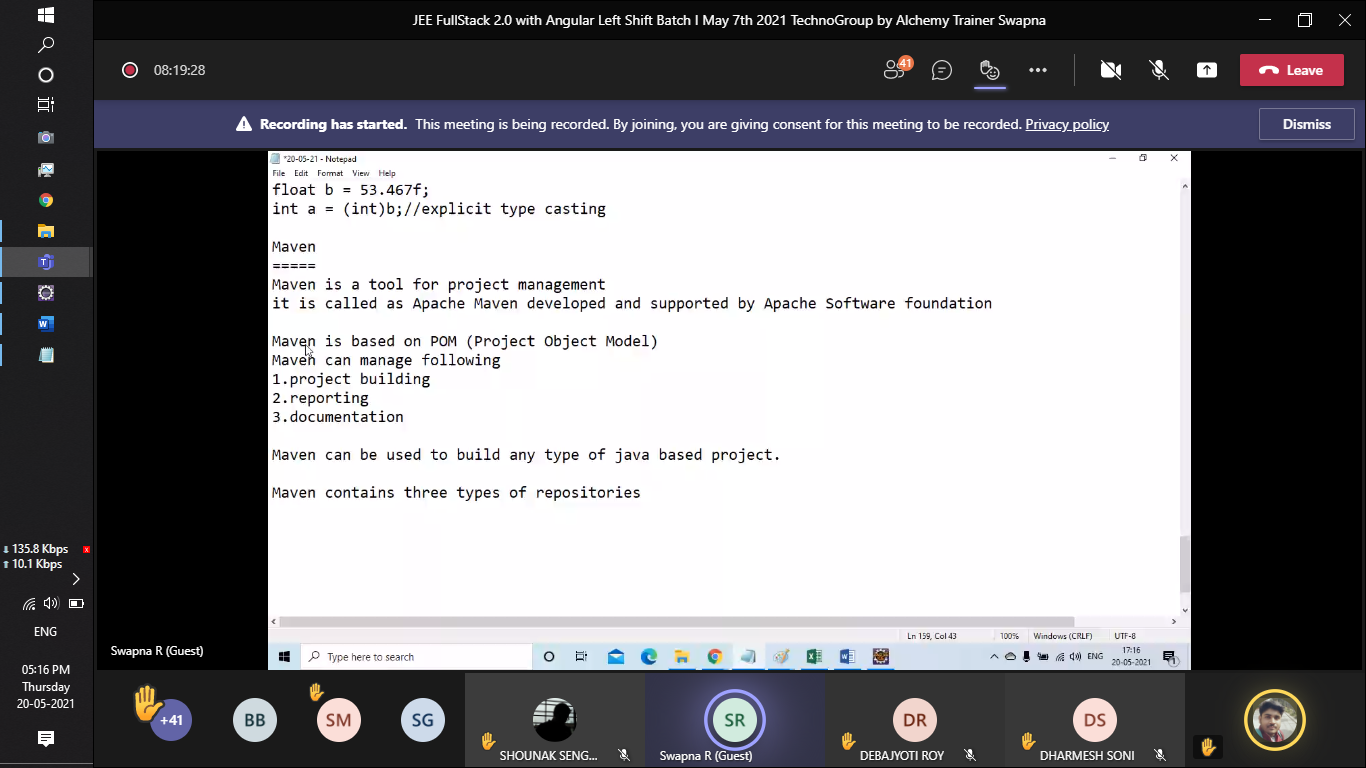 JEE FullStack 2.0 with Angular Left Shift Batch I May 7th 2021 TechnoGroup by Alchemy Trainer Swapna
08:19:28
41
Leave
Recording has started. This meeting is being recorded. By joining, you are giving consent for this meeting to be recorded. Privacy policy
Dismiss
*20-05-21 - Notepad
File Edit Format View Help
float b = 53.467f;
int a = (int)b;//explicit type casting
Maven
=====
Maven is a tool for project management
it is called as Apache Maven developed and supported by Apache Software foundation
Maven is based on POM (Project Object Model)
Maven can manage following
1.project building
2.reporting
3.documentation
Maven can be used to build any type of java based project.
Maven contains three types of repositories
Ln 159, Col 43 100% Windows (CRLF) UTF-8
Type here to search
ENG
17:16
20-05-2021
1
Swapna R (Guest)
135.8 Kbps
10.1 Kbps
ENG
05:16 PM
Thursday
20-05-2021
+41
BB
SM
SG
SHOUNAK SENG...
SR
Swapna R (Guest)
DR
DEBAJYOTI ROY
DS
DHARMESH SONI